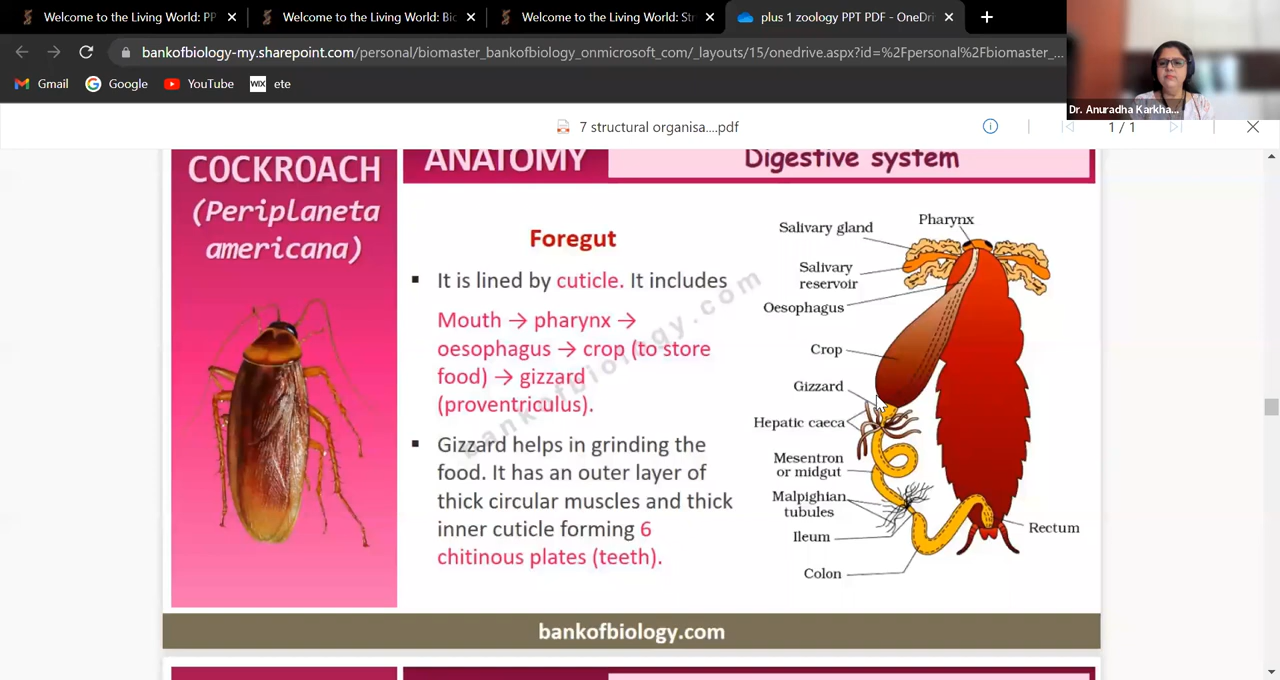 Welcome to the Living World: PP
Welcome to the Living World: Bio
Welcome to the Living World: Str
plus 1 zoology PPT PDF - OneDri
bankofbiology-my.sharepoint.com/personal/biomaster_bankofbiology_onmicrosoft_com/_layouts/15/onedrive.aspx?id=%2Fpersonal%2Fbiomaster_...
Gmail
Google
YouTube
WIX
ete
Dr. Anuradha Karkha...
7 structural organisa....pdf
1 / 1
COCKROACH
(Periplaneta
americana)
ANATOMY
Digestive system
Foregut
▪ It is lined by cuticle. It includes
Mouth → pharynx →
oesophagus → crop (to store
food) → gizzard
(proventriculus).
▪ Gizzard helps in grinding the
food. It has an outer layer of
thick circular muscles and thick
inner cuticle forming 6
chitinous plates (teeth).
bankofbiology.com
Pharynx
Salivary gland
Salivary
reservoir
Oesophagus
Crop
Gizzard
Hepatic caeca
Mesentron
or midgut
Malpighian
tubules
Ileum
Colon
Rectum
bankofbiology.com